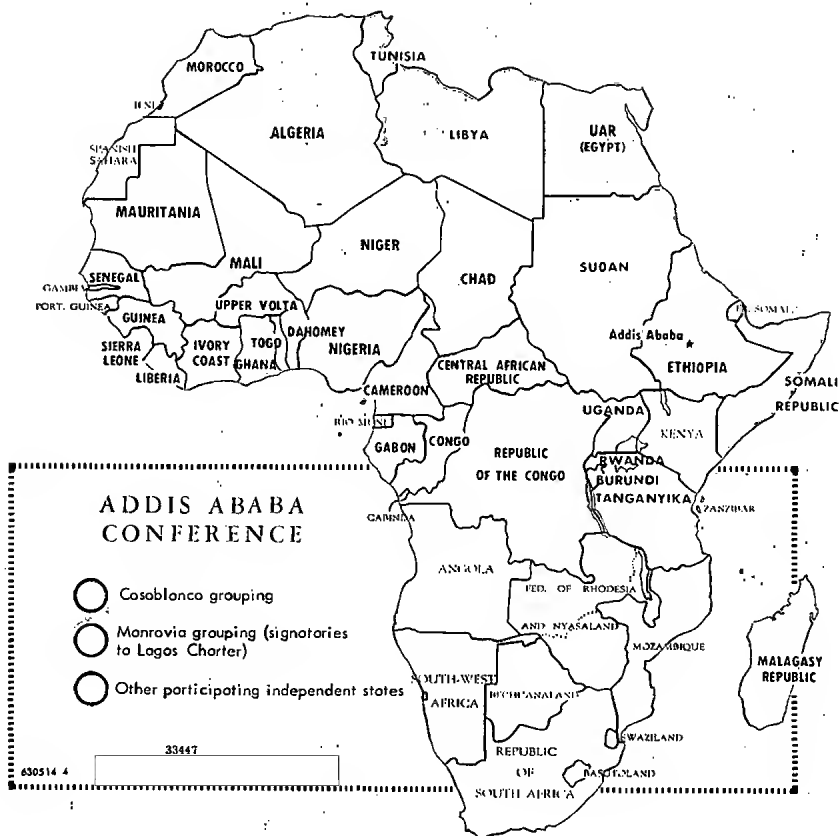 TUNISIA
MOROCCO
IFNI
ALGERIA
LIBYA
UAR
(EGYPT)
SPANISH
SAHARA
MAURITANIA
MALI
NIGER
CHAD
SUDAN
SENEGAL
GAMBIA
PORT. GUINEA
GUINEA
UPPER VOLTA
SIERRA
LEONE
LIBERIA
IVORY
COAST
GHANA
TOGO
DAHOMEY
NIGERIA
FR. SOMALI
Addis Ababa
ETHIOPIA
CENTRAL AFRICAN
REPUBLIC
CAMEROON
SOMALI
REPUBLIC
UGANDA
KENYA
RIO MUNI
GABON
CONGO
REPUBLIC
OF THE CONGO
RWANDA
BURUNDI
TANGANYIKA
ZANZIBAR
CABINDA
ANGOLA
FED. OF RHODESIA
AND NYASALAND
MOZAMBIQUE
MALAGASY
REPUBLIC
SOUTH-WEST
AFRICA
BECHUANALAND
SWAZILAND
REPUBLIC
OF
SOUTH AFRICA
BASUTOLAND
ADDIS ABABA
CONFERENCE
Casablanca grouping
Monrovia grouping (signatories
to Lagos Charter)
Other participating independent states
33447
630514 4